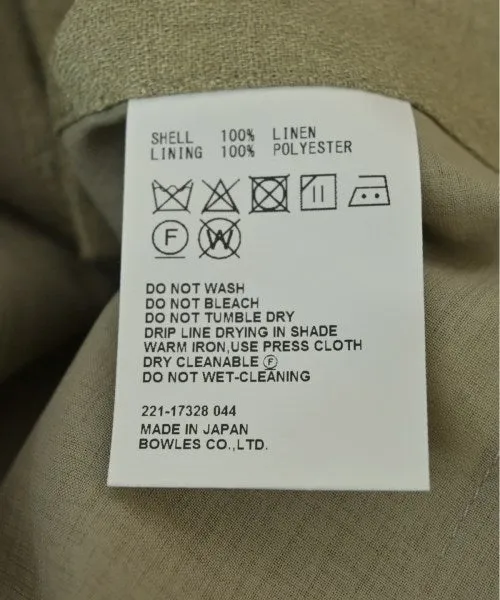 SHELL 100% LINEN
LINING 100% POLYESTER
F W
DO NOT WASH
DO NOT BLEACH
DO NOT TUMBLE DRY
DRIP LINE DRYING IN SHADE
WARM IRON,USE PRESS CLOTH
DRY CLEANABLE Ⓕ
DO NOT WET-CLEANING
221-17328 044
MADE IN JAPAN
BOWLES CO.,LTD.